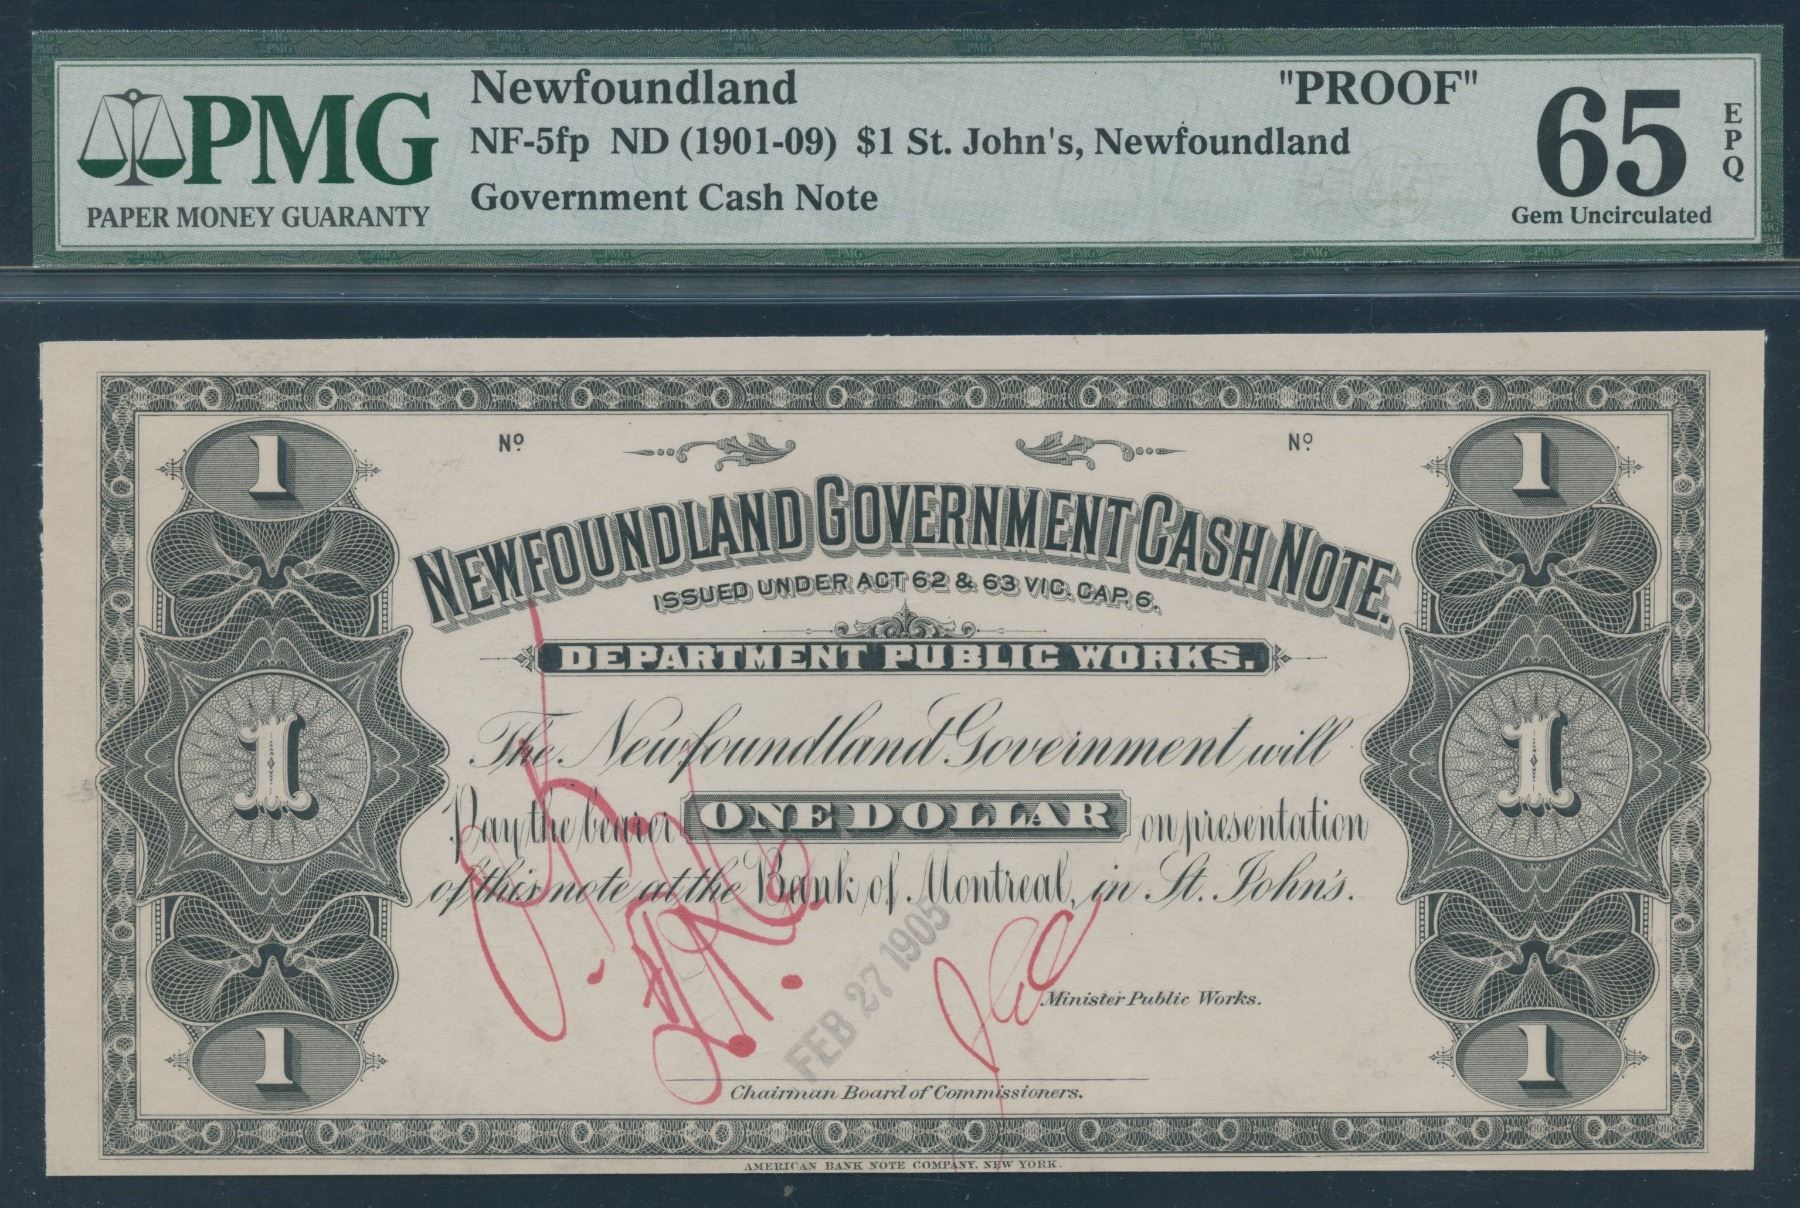 Newfoundland "PROOF"
NF-5fp ND (1901-09) $1 St. John's, Newfoundland
Government Cash Note
PMG
PAPER MONEY GUARANTY
65
EPQ
Gem Uncirculated
1 Nº Nº 1
NEWFOUNDLAND GOVERNMENT CASH NOTE.
ISSUED UNDER ACT 62 & 63 VIC. CAP. 6.
DEPARTMENT PUBLIC WORKS.
The Newfoundland Government will
Pay the bearer ONE DOLLAR on presentation
of this note at the Bank of Montreal, in St. John's.
1 1
FEB 27 1905
Minister Public Works.
1 1
Chairman Board of Commissioners.
AMERICAN BANK NOTE COMPANY, NEW YORK.